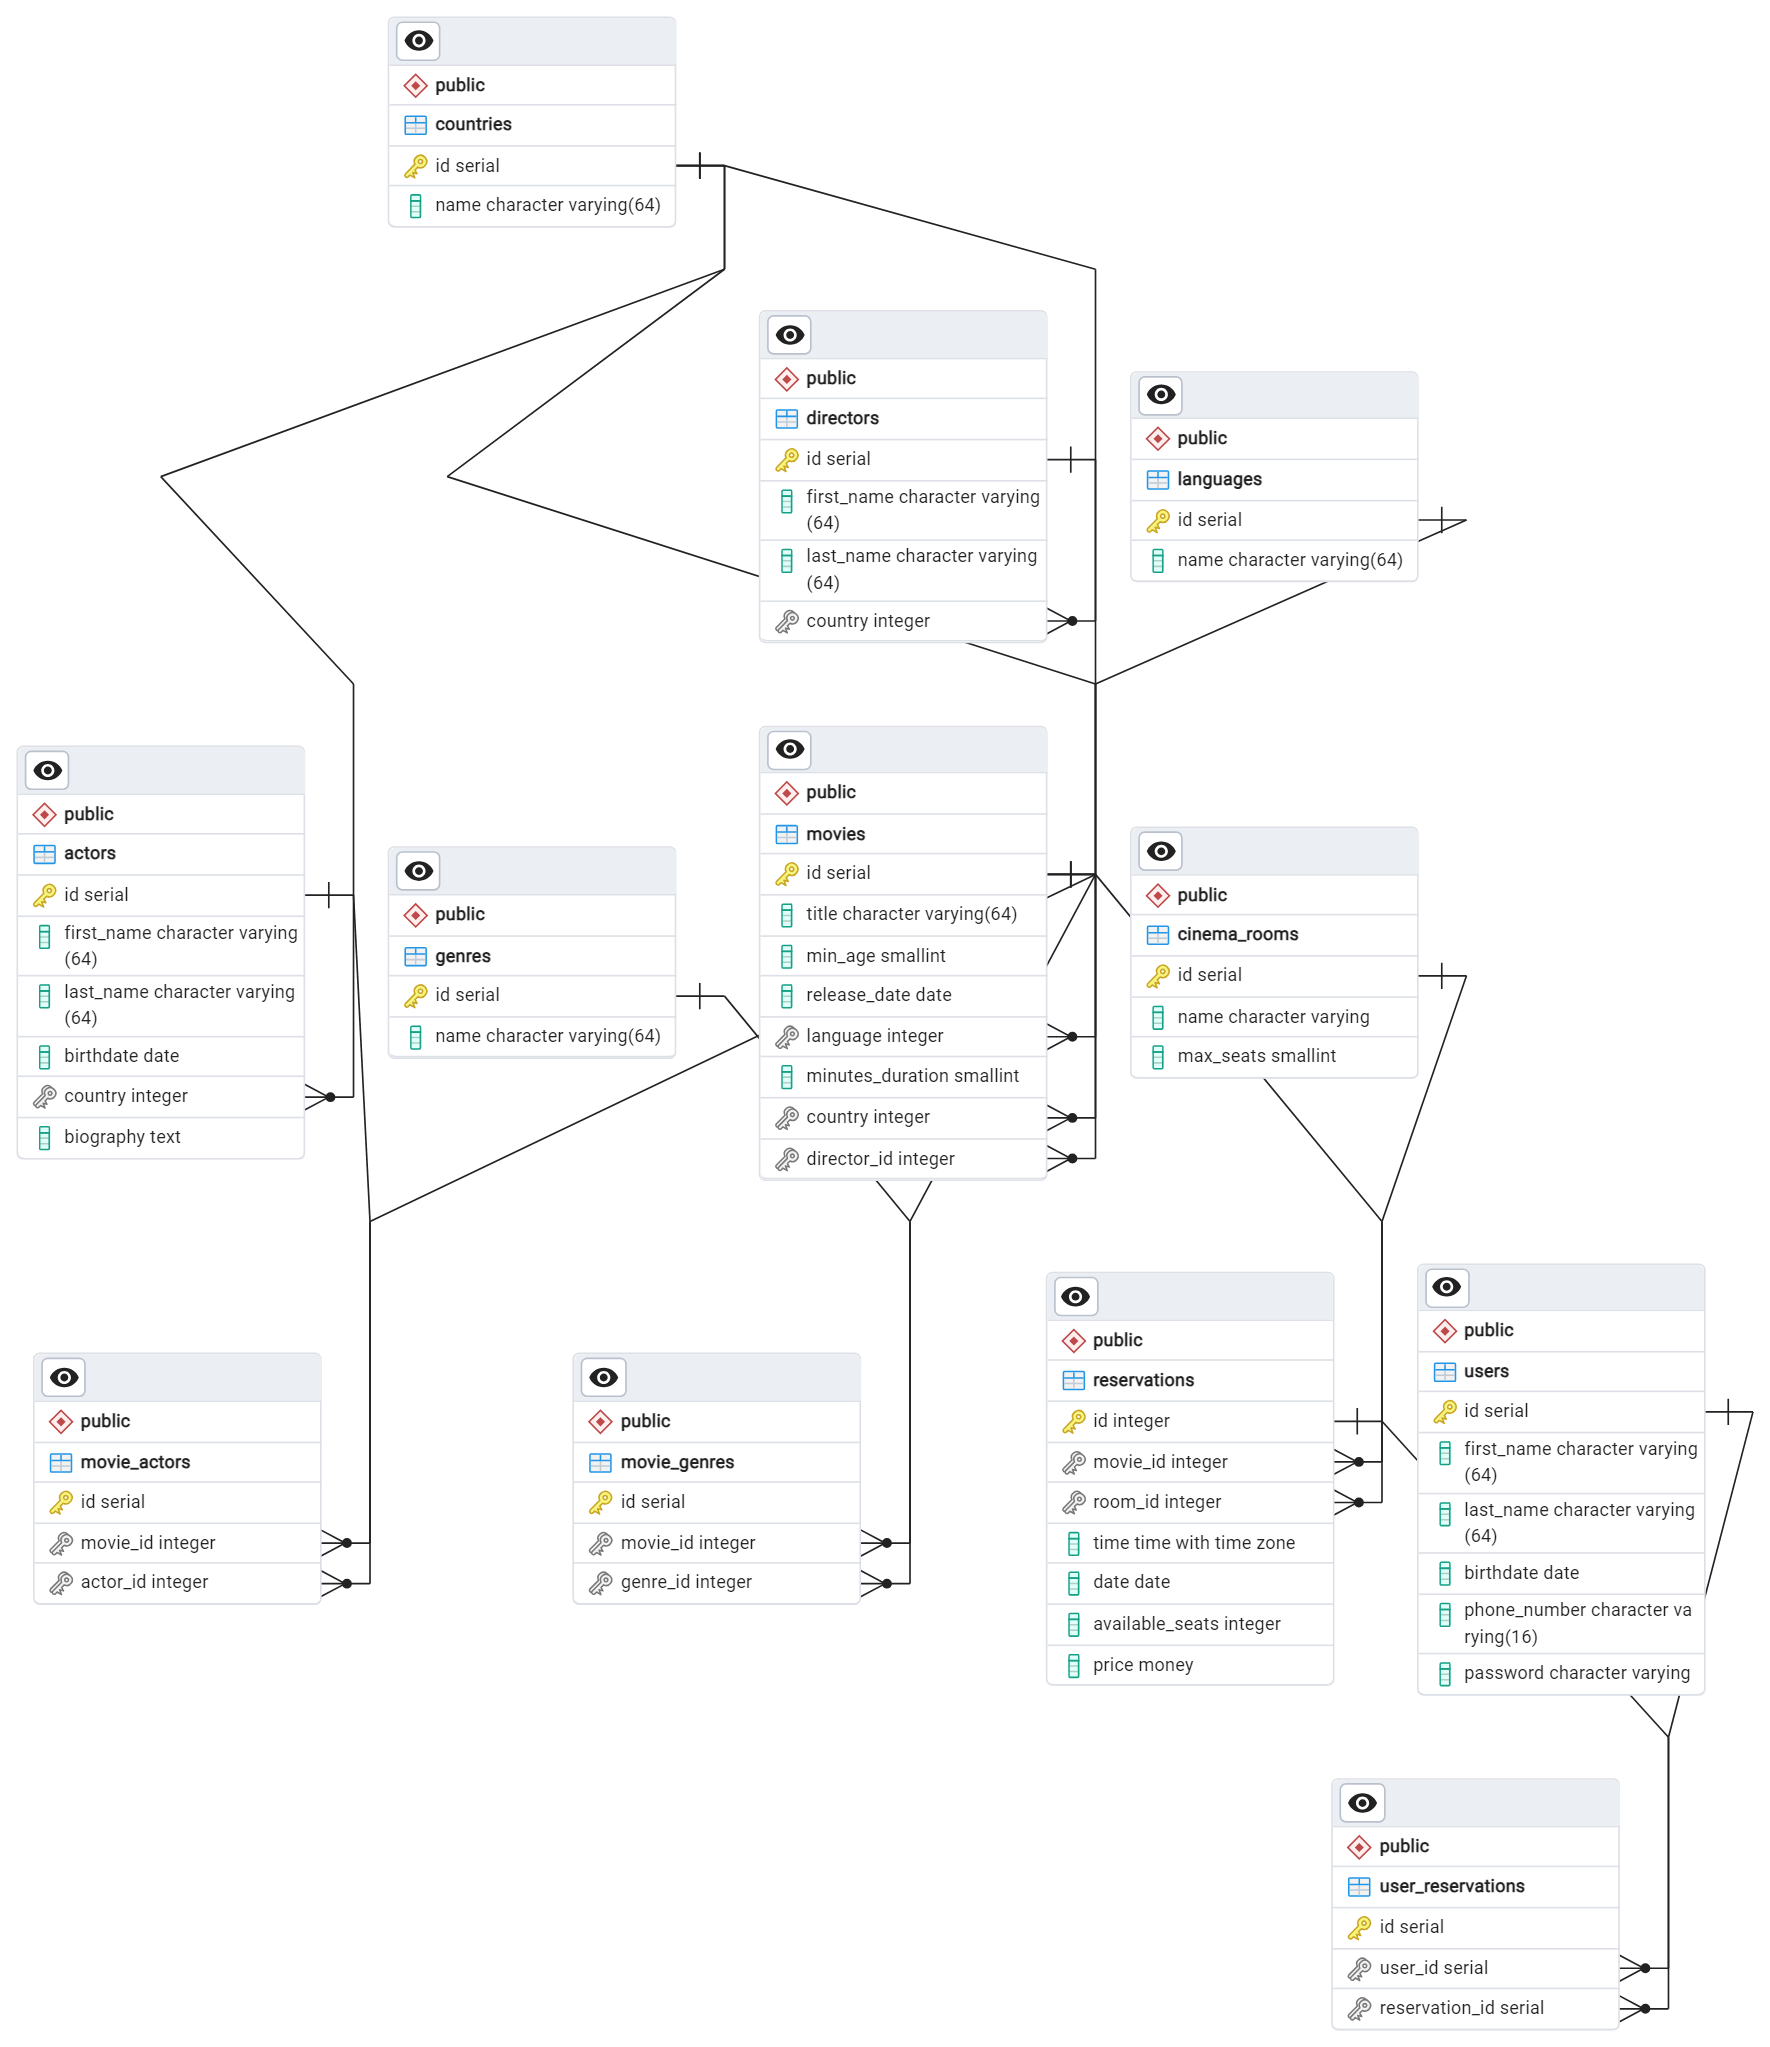 public
countries
id serial
name character varying(64)
public
directors
id serial
first_name character varying
(64)
last_name character varying
(64)
country integer
public
languages
id serial
name character varying(64)
public
actors
id serial
first_name character varying
(64)
last_name character varying
(64)
birthdate date
country integer
biography text
public
genres
id serial
name character varying(64)
public
movies
id serial
title character varying(64)
min_age smallint
release_date date
language integer
minutes_duration smallint
country integer
director_id integer
public
cinema_rooms
id serial
name character varying
max_seats smallint
public
movie_actors
id serial
movie_id integer
actor_id integer
public
movie_genres
id serial
movie_id integer
genre_id integer
public
reservations
id integer
movie_id integer
room_id integer
time time with time zone
date date
available_seats integer
price money
public
users
id serial
first_name character varying
(64)
last_name character varying
(64)
birthdate date
phone_number character va
rying(16)
password character varying
public
user_reservations
id serial
user_id serial
reservation_id serial